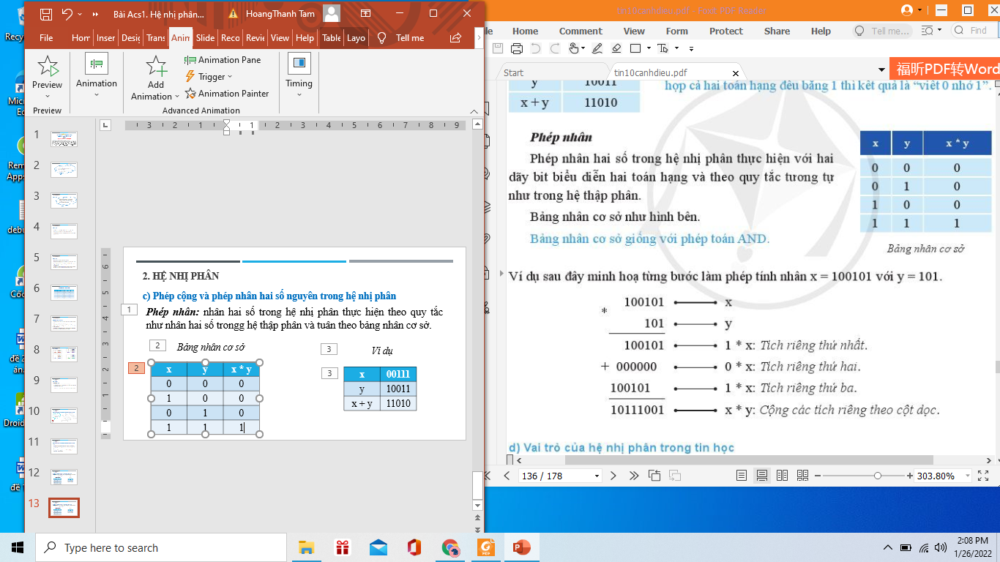 Bài Acs1. Hệ nhị phân...
HoangThanh Tam
File
Hor
Inser
Desig
Trans
Anim
Slide
Reco
Revie
View
Help
Table
Layo
Tell me
Preview
Animation
Add
Animation
Animation Pane
Trigger
Animation Painter
Timing
Preview
Advanced Animation
3 2 1 1 2 3 4 5 6 7 8 9
1
2
3
4
5
6
7
8
9
10
11
12
13
2. HỆ NHỊ PHÂN
c) Phép cộng và phép nhân hai số nguyên trong hệ nhị phân
1
Phép nhân: nhân hai số trong hệ nhị phân thực hiện theo quy tắc
như nhân hai số trongg hệ thập phân và tuân theo bảng nhân cơ sở.
2 Bảng nhân cơ sở
2
x y x * y
0 0 0
1 0 0
0 1 0
1 1 1
3 Ví dụ
3
x 00111
y 10011
x + y 11010
tin10canhdieu.pdf - Foxit PDF Reader
Home
Comment
View
Form
Protect
Share
Help
Tell me...
Find
Start
tin10canhdieu.pdf
福昕PDF转Word
y 10011
x + y 11010
hợp cả hai toán hạng đều bằng 1 thì kết quả là “viết 0 nhớ 1”.
Phép nhân
Phép nhân hai số trong hệ nhị phân thực hiện với hai
dãy bit biểu diễn hai toán hạng và theo quy tắc tương tự
như trong hệ thập phân.
Bảng nhân cơ sở như hình bên.
Bảng nhân cơ sở giống với phép toán AND.
x y x * y
0 0 0
0 1 0
1 0 0
1 1 1
Bảng nhân cơ sở
Ví dụ sau đây minh hoạ từng bước làm phép tính nhân x = 100101 với y = 101.
100101 x
*
101 y
100101 1 * x: Tích riêng thứ nhất.
+ 000000 0 * x: Tích riêng thứ hai.
100101 1 * x: Tích riêng thứ ba.
10111001 x * y: Cộng các tích riêng theo cột dọc.
d) Vai trò của hệ nhị phân trong tin học
136 / 178
303.80%
Type here to search
2:08 PM
1/26/2022